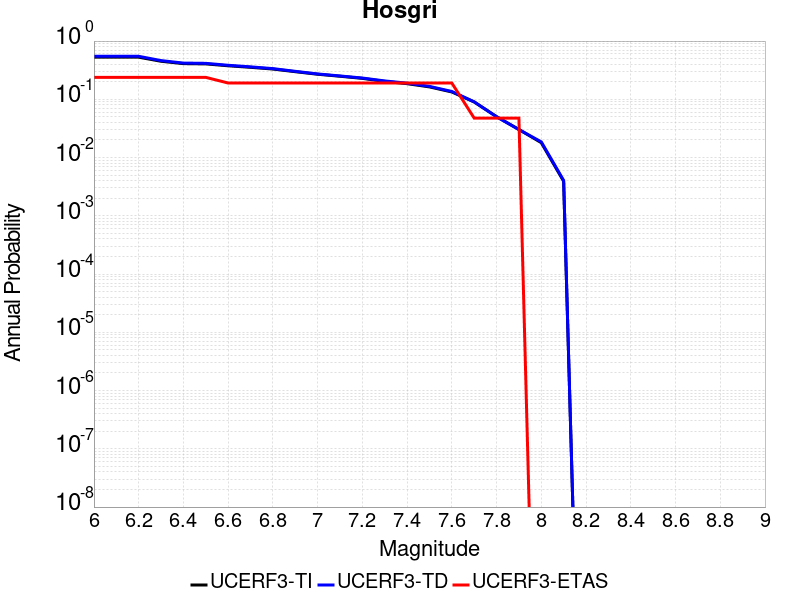 Hosgri
10^0
10^-1
10^-2
10^-3
10^-4
10^-5
10^-6
10^-7
10^-8
Annual Probability
6 6.2 6.4 6.6 6.8 7 7.2 7.4 7.6 7.8 8 8.2 8.4 8.6 8.8 9
Magnitude
UCERF3-TI UCERF3-TD UCERF3-ETAS